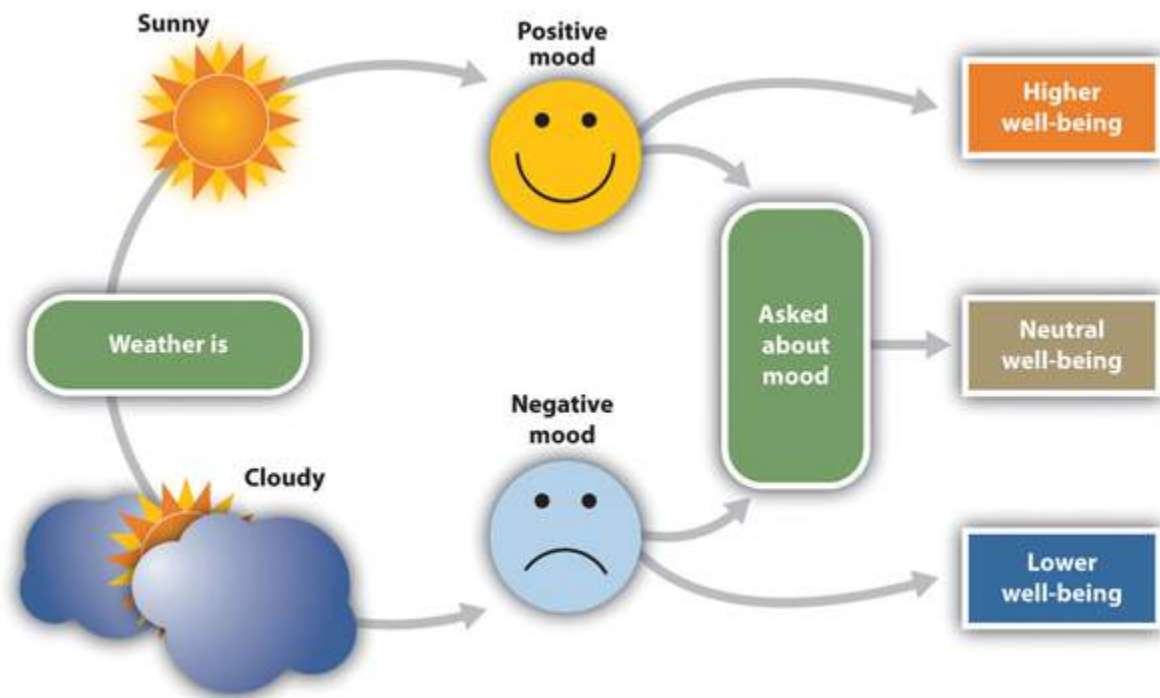 Sunny
Positive
mood
Higher
well-being
Weather is
Asked
about
mood
Neutral
well-being
Negative
mood
Cloudy
Lower
well-being